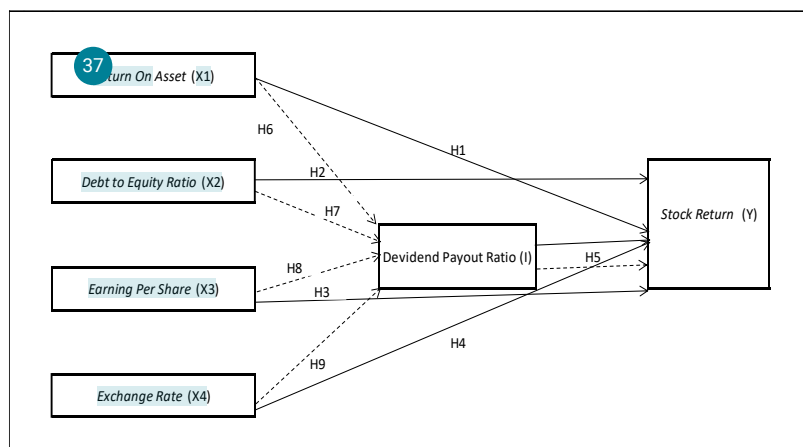 37
turn On Asset (X1)
H6
H1
Debt to Equity Ratio (X2)
H2
H7
Stock Return (Y)
Devidend Payout Ratio (I)
H5
H8
Earning Per Share (X3)
H3
H4
H9
Exchange Rate (X4)